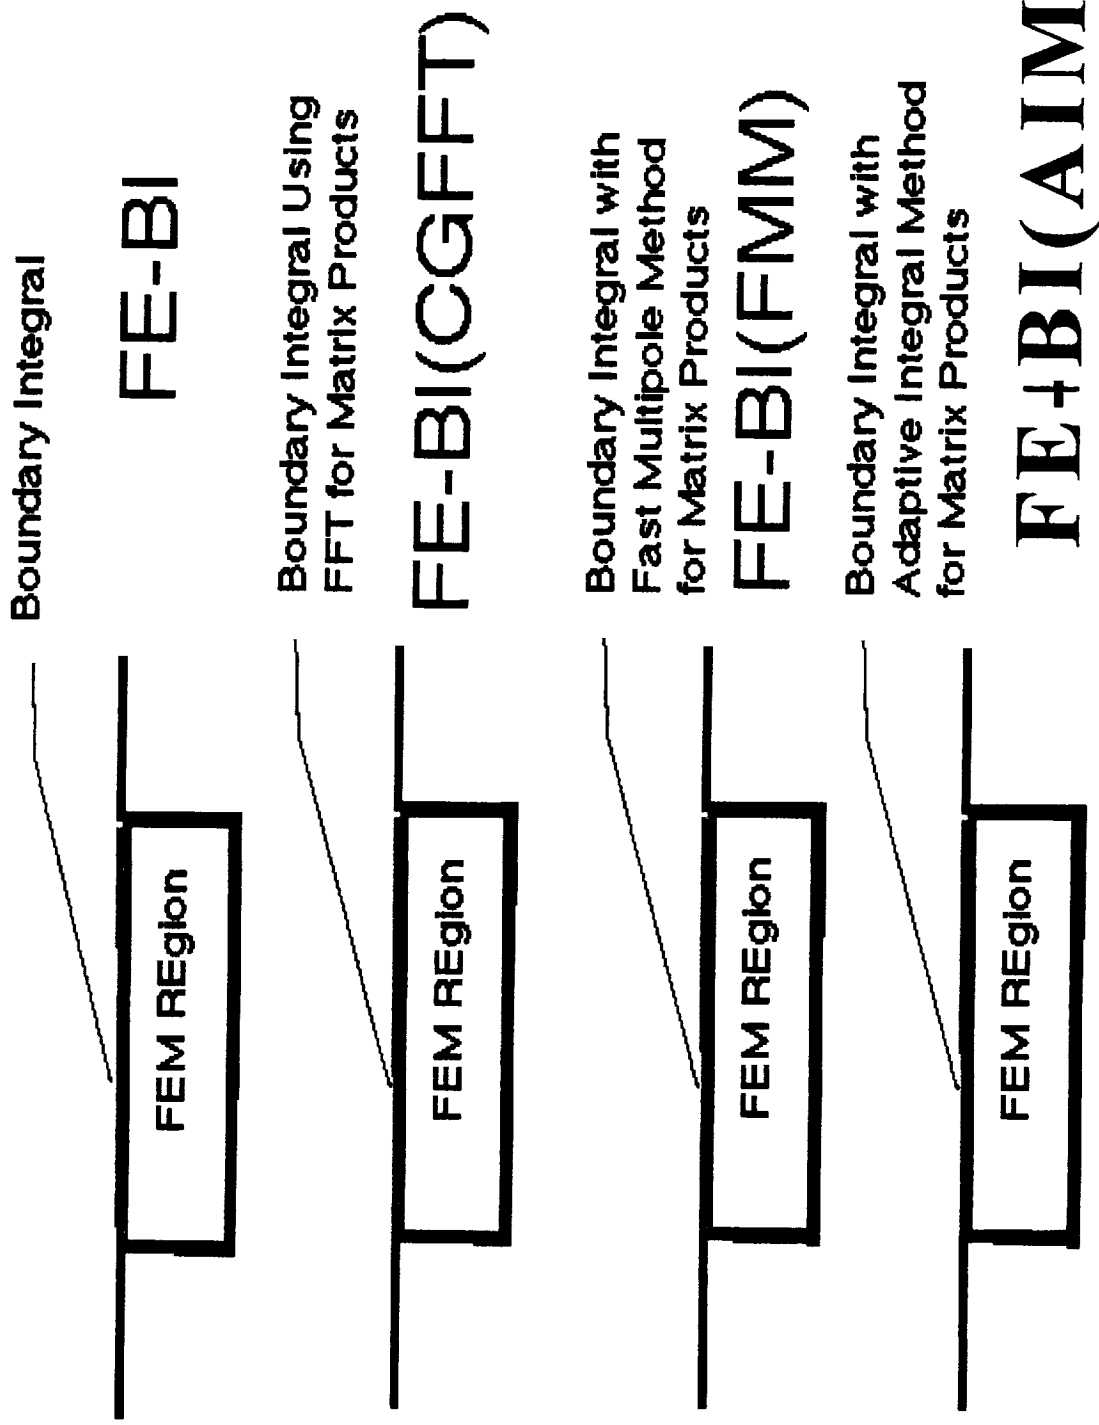 Boundary Integral
FE-BI
FEM REgion
Boundary Integral Using
FFT for Matrix Products
FE-BI(CGFFT)
FEM REgion
Boundary Integral with
Fast Multipole Method
for Matrix Products
FE-BI(FMM)
FEM REgion
Boundary Integral with
Adaptive Integral Method
for Matrix Products
FE+BI(AIM
FEM REgion